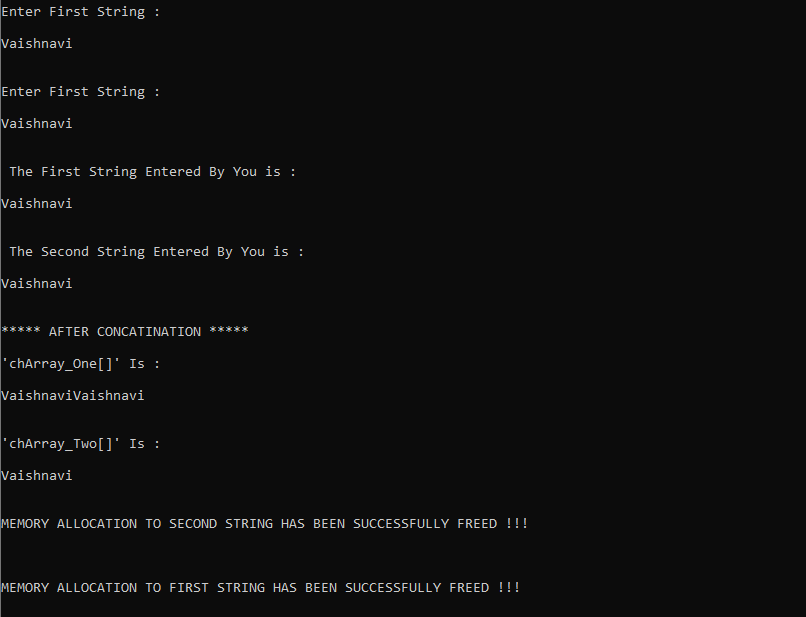 Enter First String :
Vaishnavi
Enter First String :
Vaishnavi
The First String Entered By You is :
Vaishnavi
The Second String Entered By You is :
Vaishnavi
***** AFTER CONCATINATION *****
'chArray_One[]' Is :
VaishnaviVaishnavi
'chArray_Two[]' Is :
Vaishnavi
MEMORY ALLOCATION TO SECOND STRING HAS BEEN SUCCESSFULLY FREED !!!
MEMORY ALLOCATION TO FIRST STRING HAS BEEN SUCCESSFULLY FREED !!!